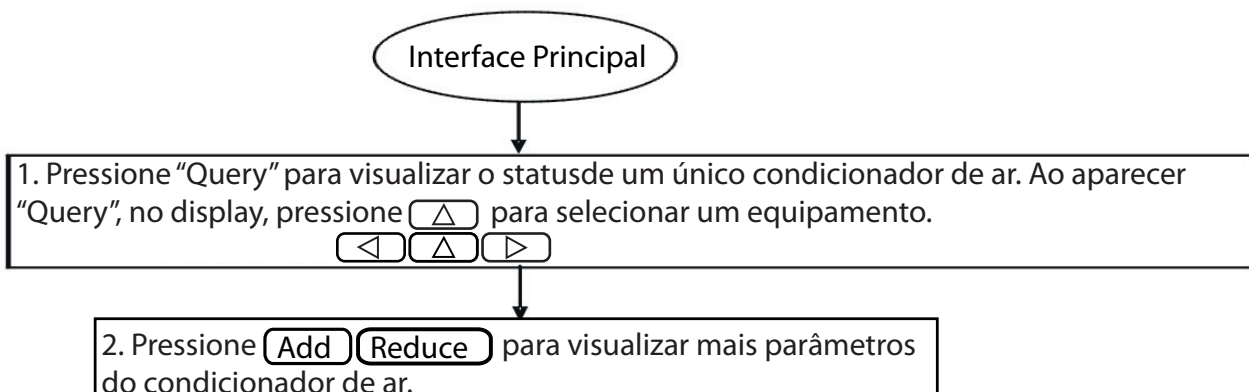 Interface Principal
1. Pressione “Query” para visualizar o statusde um único condicionador de ar. Ao aparecer
“Query”, no display, pressione △ para selecionar um equipamento.
◁ △ ▷
2. Pressione Add Reduce para visualizar mais parâmetros
do condicionador de ar.